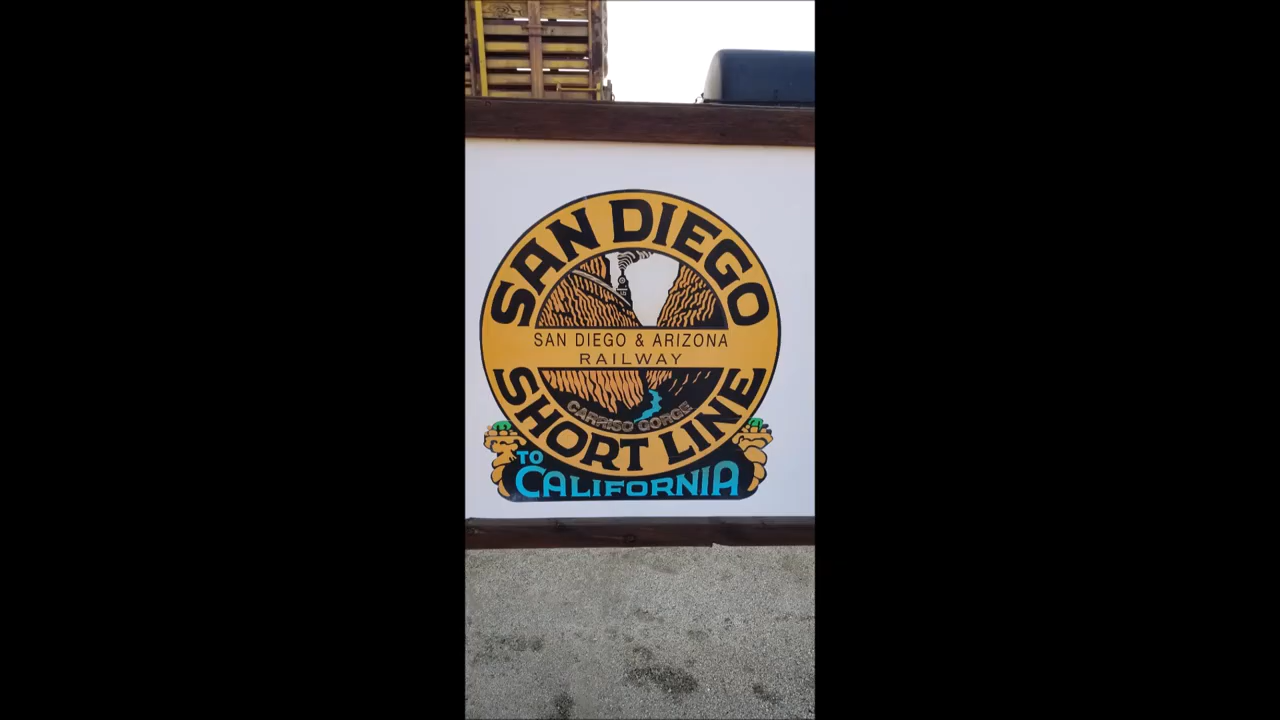 SAN DIEGO
SAN DIEGO & ARIZONA
RAILWAY
CARRISO GORGE
SHORT LINE
TO
CALIFORNIA